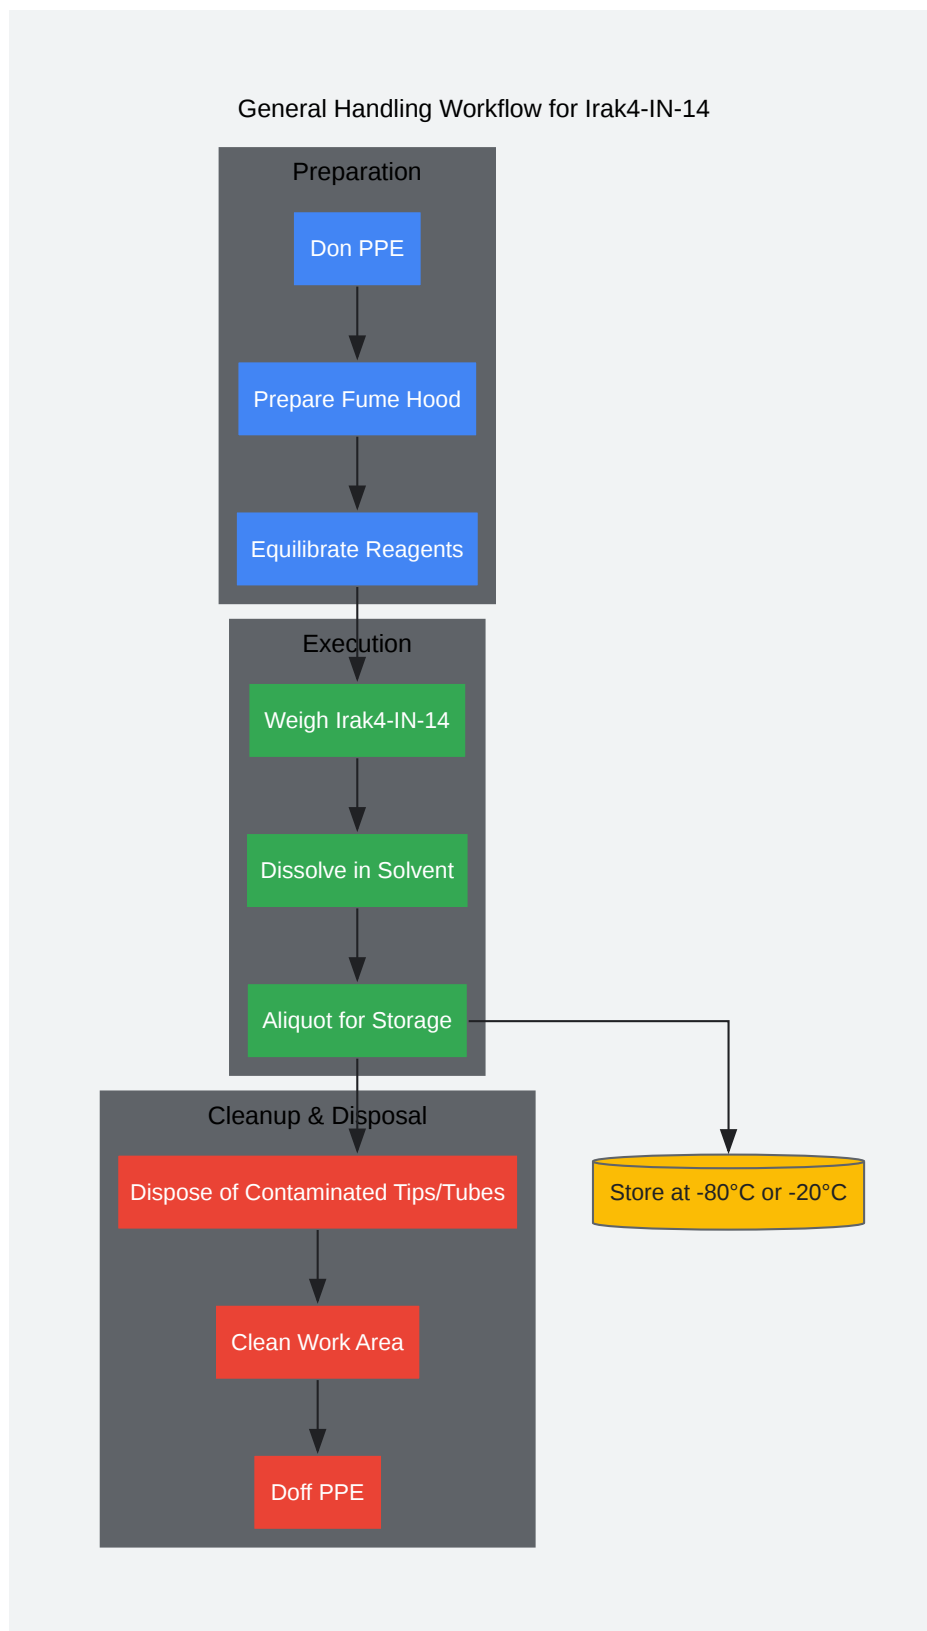 General Handling Workflow for Irak4-IN-14
Preparation
Don PPE
Prepare Fume Hood
Equilibrate Reagents
Execution
Weigh Irak4-IN-14
Dissolve in Solvent
Aliquot for Storage
Cleanup & Disposal
Dispose of Contaminated Tips/Tubes
Store at -80°C or -20°C
Clean Work Area
Doff PPE